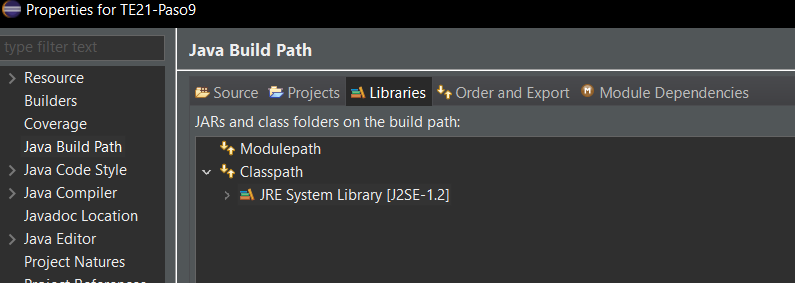 Properties for TE21-Paso9
type filter text
Resource
Builders
Coverage
Java Build Path
Java Code Style
Java Compiler
Javadoc Location
Java Editor
Project Natures
Project References
Java Build Path
Source Projects Libraries Order and Export Module Dependencies
JARs and class folders on the build path:
Modulepath
Classpath
JRE System Library [J2SE-1.2]